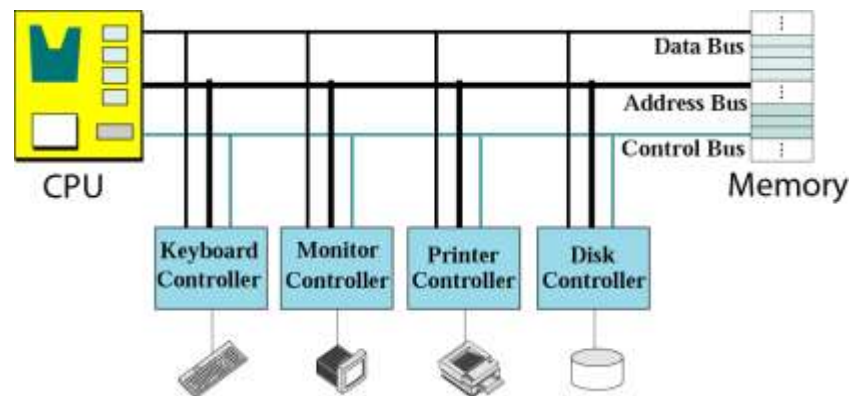 Data Bus
Address Bus
Control Bus
CPU
Memory
Keyboard
Controller
Monitor
Controller
Printer
Controller
Disk
Controller